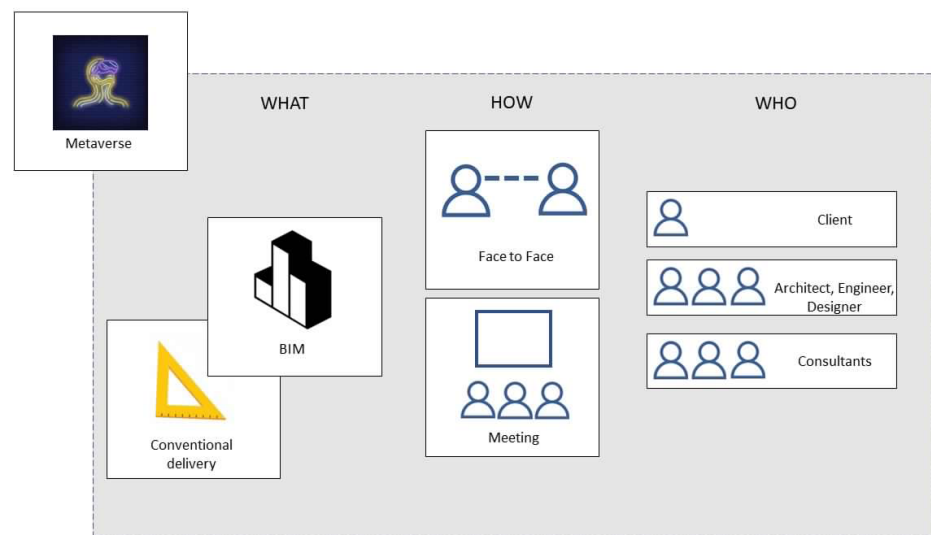 Metaverse
WHAT
HOW
WHO
Face to Face
Client
Architect, Engineer,
Designer
BIM
Consultants
Meeting
Conventional
delivery